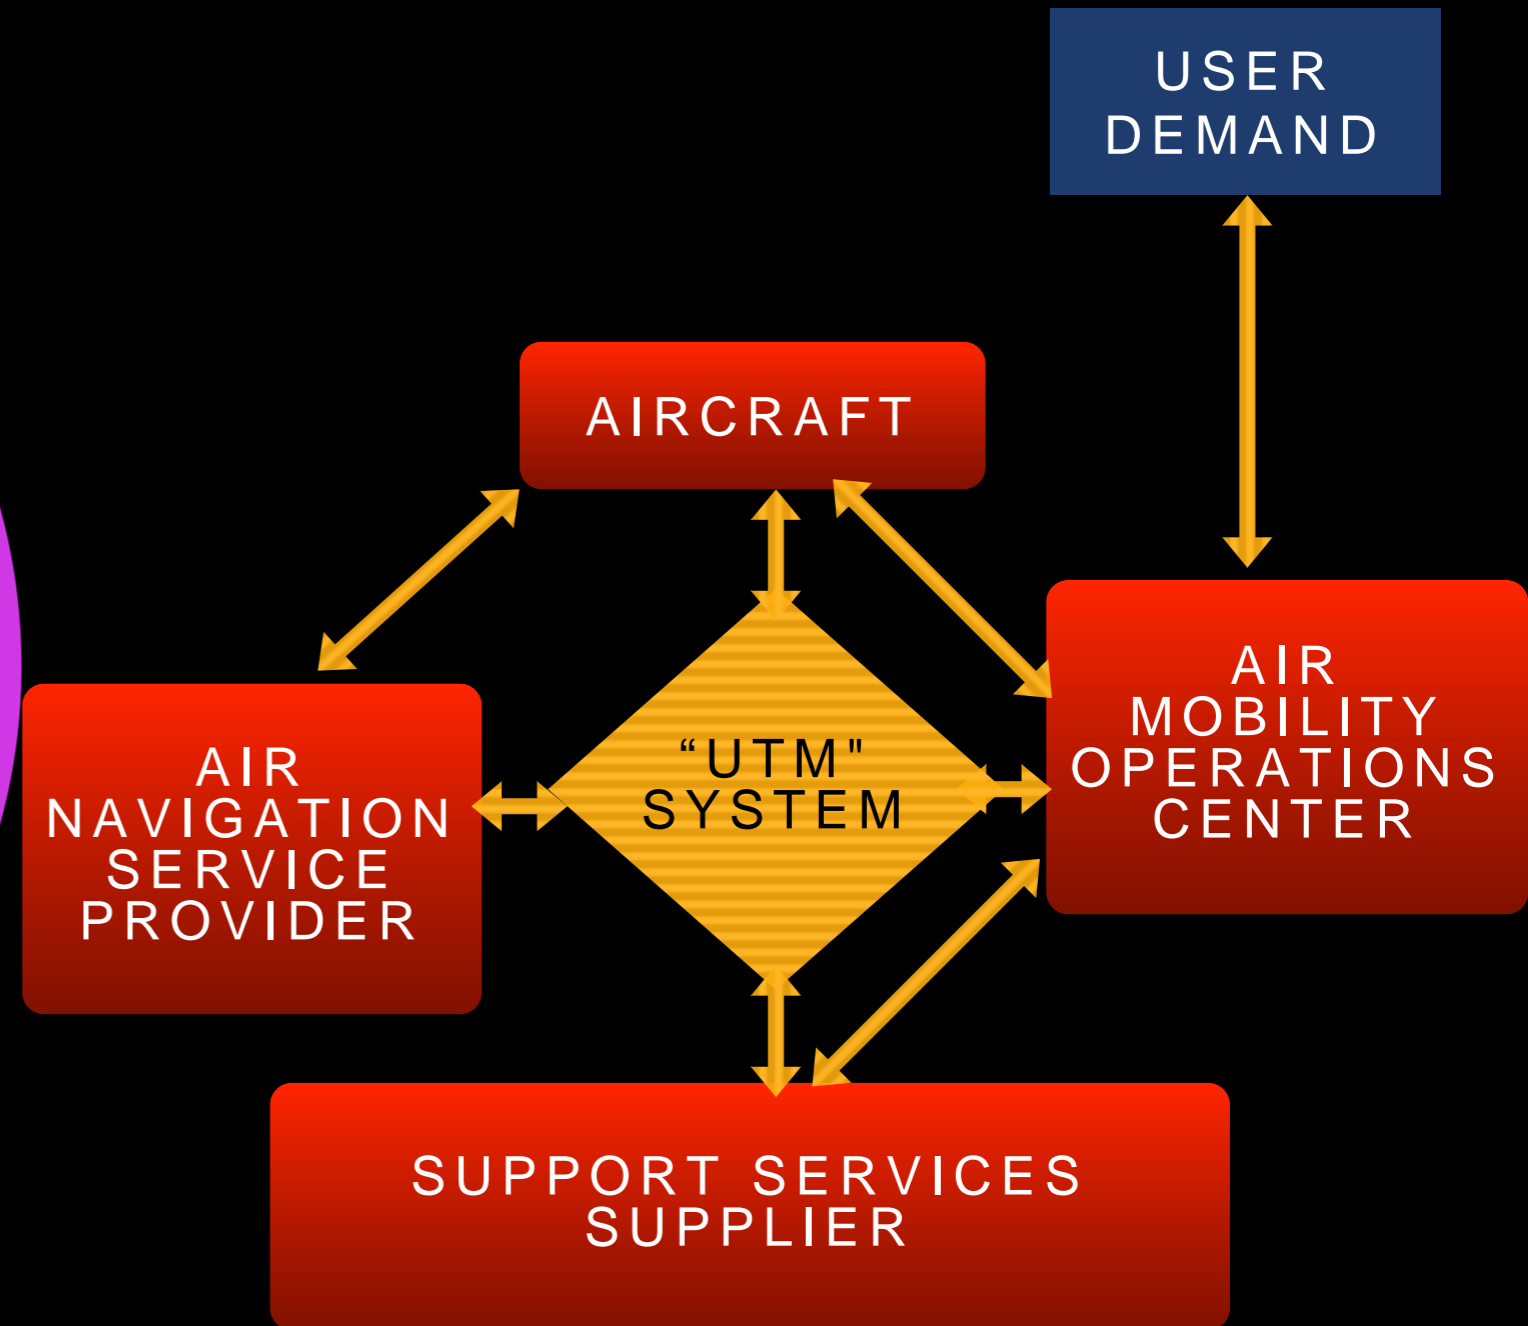 USER
DEMAND
AIRCRAFT
AIR
MOBILITY
OPERATIONS
CENTER
“UTM"
SYSTEM
AIR
NAVIGATION
SERVICE
PROVIDER
SUPPORT SERVICES
SUPPLIER